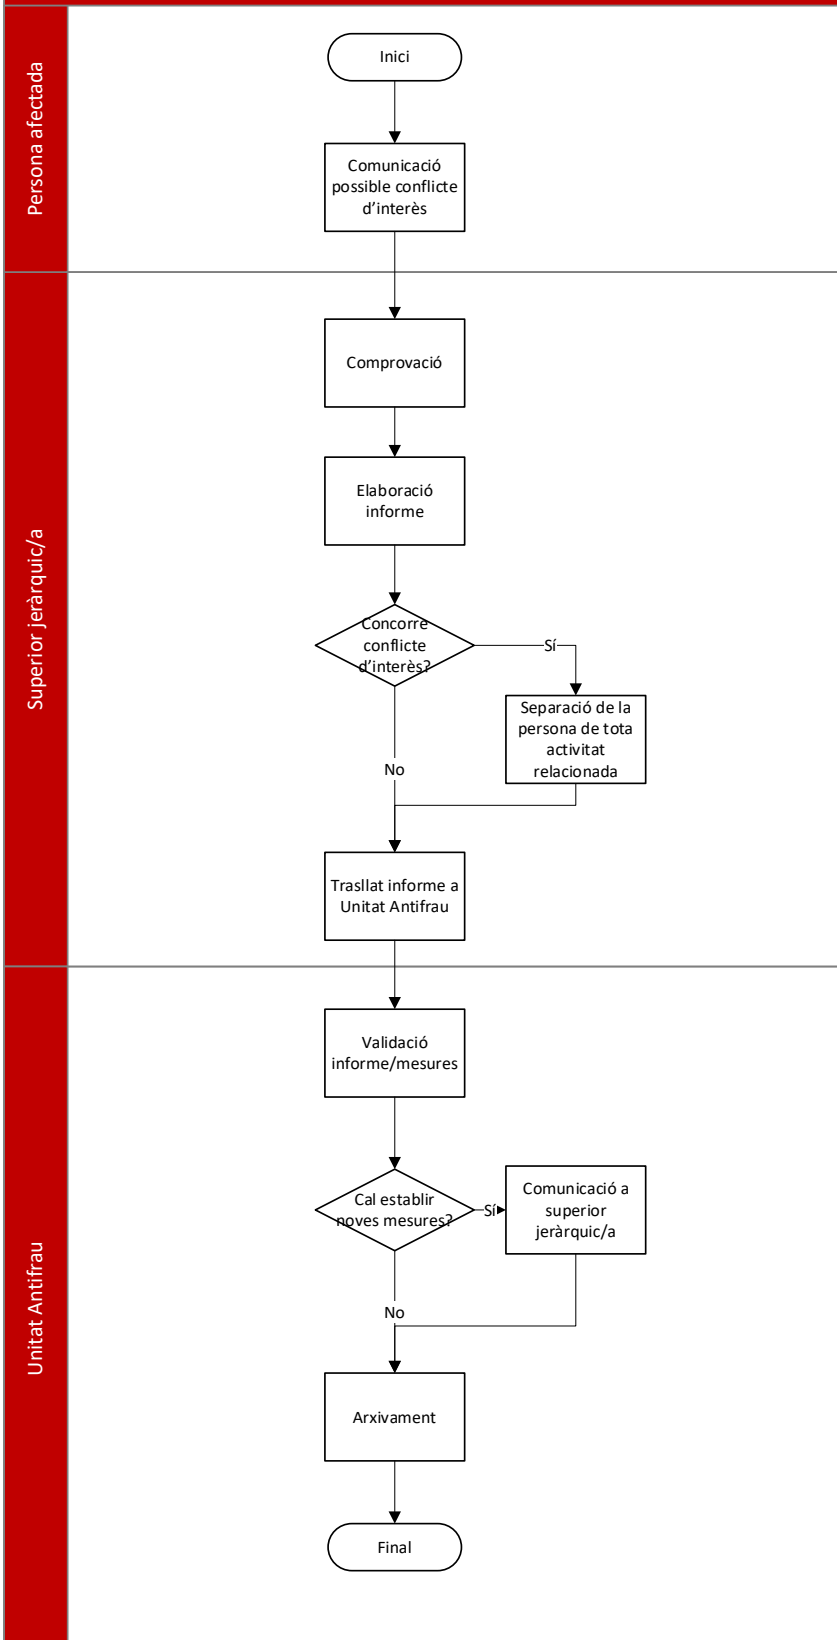 Persona afectada
Inici
Comunicació
possible conflicte
d’interès
Superior jeràrquic/a
Comprovació
Elaboració
informe
Concorre
conflicte
d’interès?
Sí
Separació de la
persona de tota
activitat
relacionada
No
Trasllat informe a
Unitat Antifrau
Unitat Antifrau
Validació
informe/mesures
Cal establir
noves mesures?
Sí
Comunicació a
superior
jeràrquic/a
No
Arxivament
Final